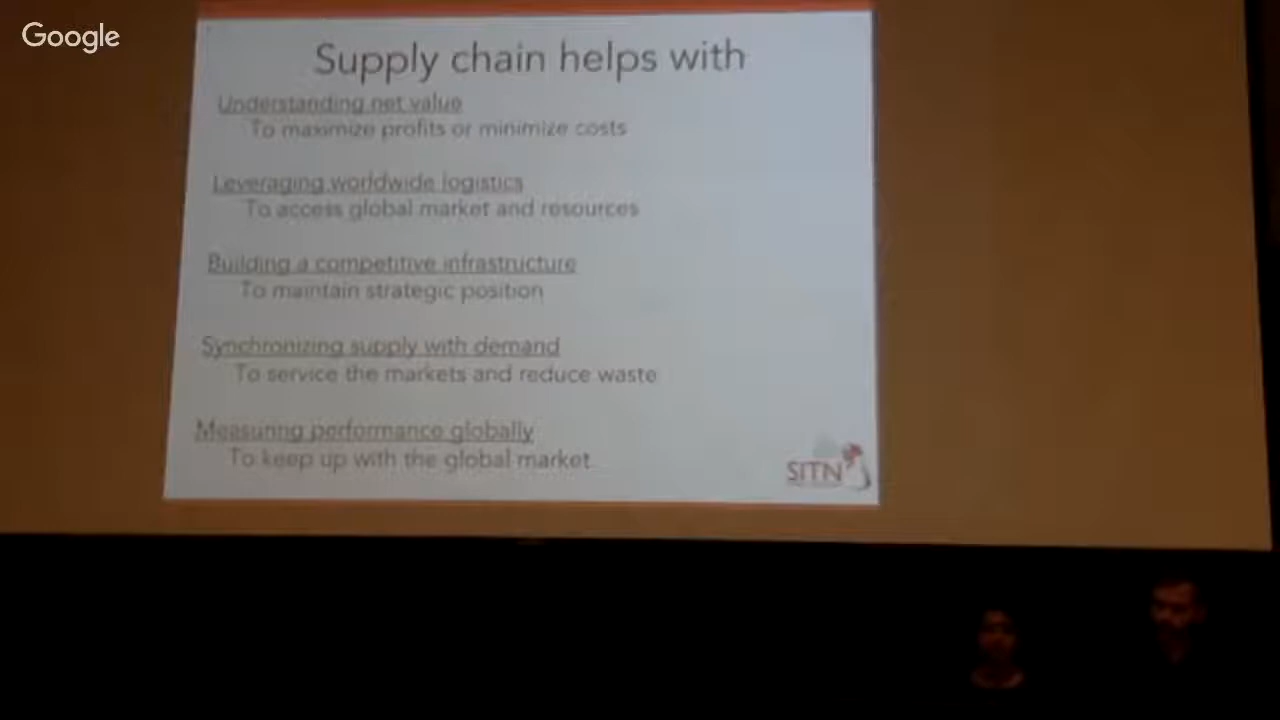 Google
Supply chain helps with
Understanding net value
To maximize profits or minimize costs
Leveraging worldwide logistics
To access global market and resources
Building a competitive infrastructure
To maintain strategic position
Synchronizing supply with demand
To service the markets and reduce waste
Measuring performance globally
To keep up with the global market
SITN